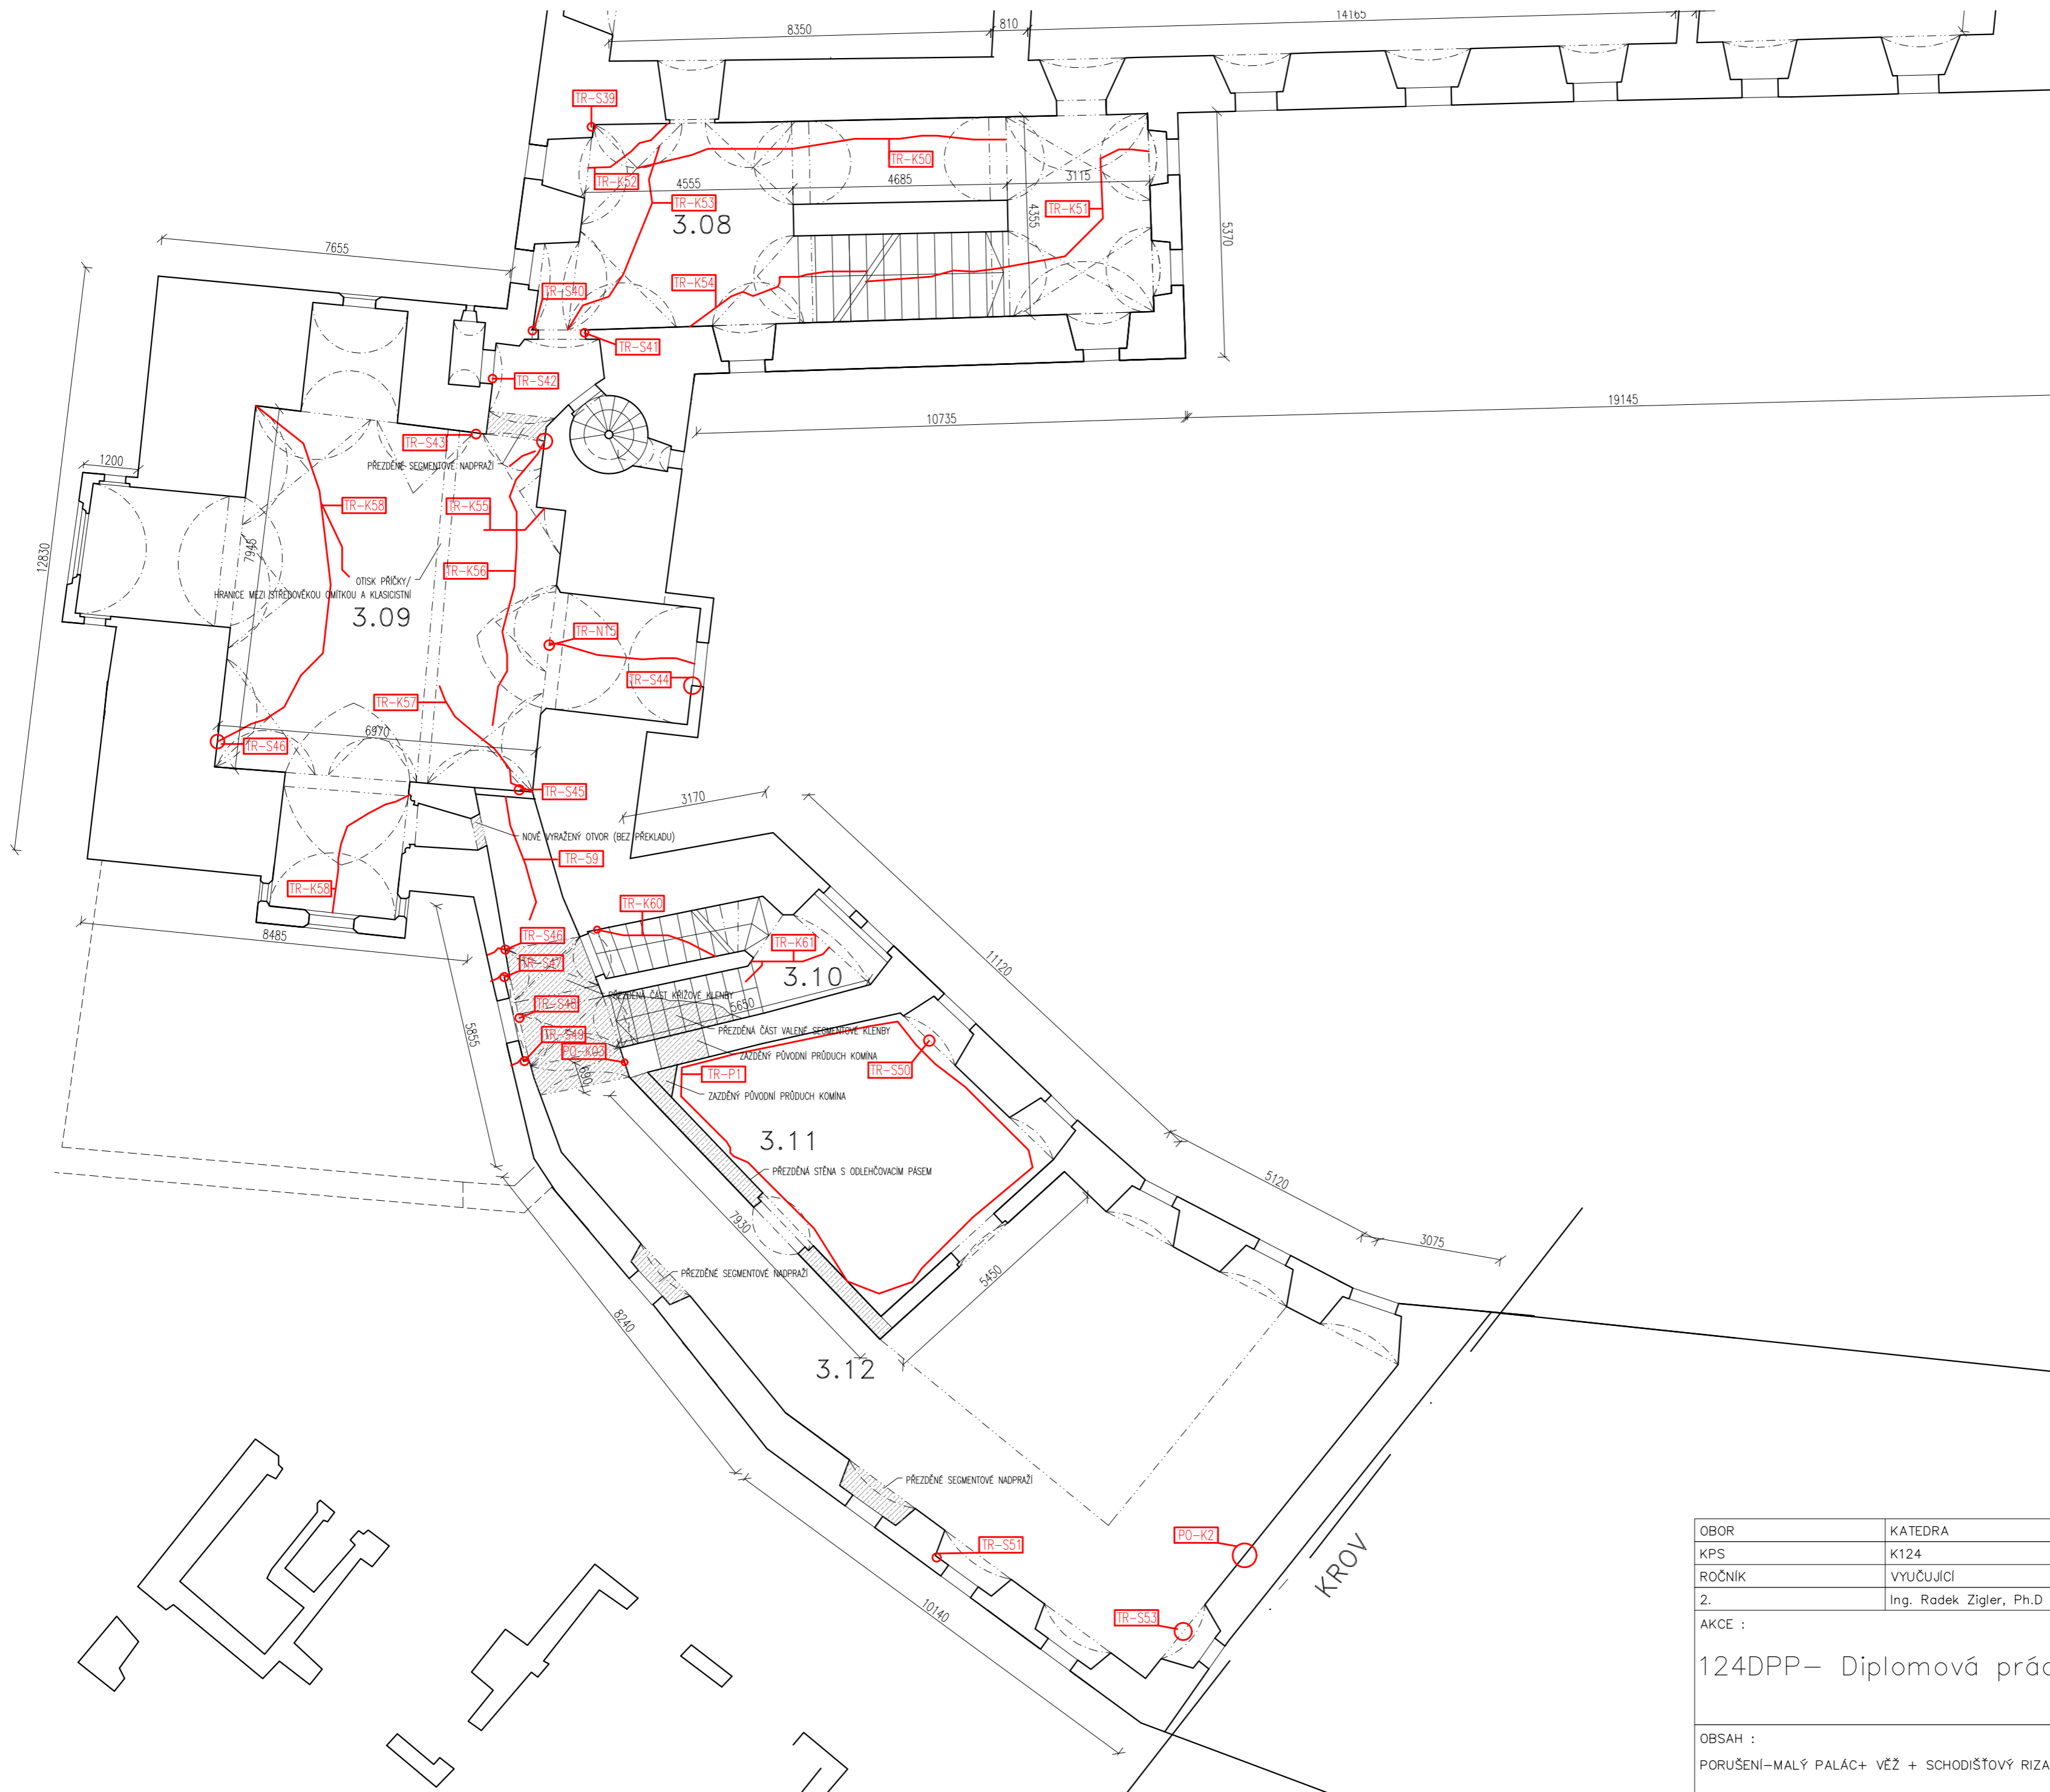 8350
810
14165
TR-S39
TR-K50
TR-K52
4555
4685
3115
TR-K53
TR-K51
3.08
4355
5370
7655
TR-K54
TR-S40
TR-S41
TR-S42
10735
19145
TR-S43
PŘEZDĚNÉ SEGMENTOVÉ NADPRAŽÍ
1200
TR-K58
TR-K55
12830
7945
TR-K56
OTISK PŘÍČKY/
HRANICE MEZI STŘEDOVĚKOU OMÍTKOU A KLASICISTNÍ
3.09
TR-N15
TR-S44
TR-K57
6970
TR-S46
TR-S45
3170
NOVĚ VYRAŽENÝ OTVOR (BEZ PŘEKLADU)
TR-59
TR-K58
TR-K60
8485
TR-S46
TR-K61
TR-S47
3.10
11120
PŘEZDĚNÁ ČÁST KŘÍŽOVÉ KLENBY
TR-S48
5650
5855
PŘEZDĚNÁ ČÁST VALENÉ SEGMENTOVÉ KLENBY
TR-S49
PO-K03
ZAZDĚNÝ PŮVODNÍ PRŮDUCH KOMÍNA
690
TR-P1
TR-S50
ZAZDĚNÝ PŮVODNÍ PRŮDUCH KOMÍNA
3.11
PŘEZDĚNÁ STĚNA S ODLEHČOVACÍM PÁSEM
5120
7930
3075
PŘEZDĚNÉ SEGMENTOVÉ NADPRAŽÍ
5450
8240
3.12
PŘEZDĚNÉ SEGMENTOVÉ NADPRAŽÍ
PO-K2
TR-S51
KROV
10140
TR-S53
OBOR
KATEDRA
KPS
K124
ROČNÍK
VYUČUJÍCÍ
2.
Ing. Radek Zigler, Ph.D
AKCE :
124DPP- Diplomová prác
OBSAH :
PORUŠENÍ-MALÝ PALÁC+ VĚŽ + SCHODIŠŤOVÝ RIZA